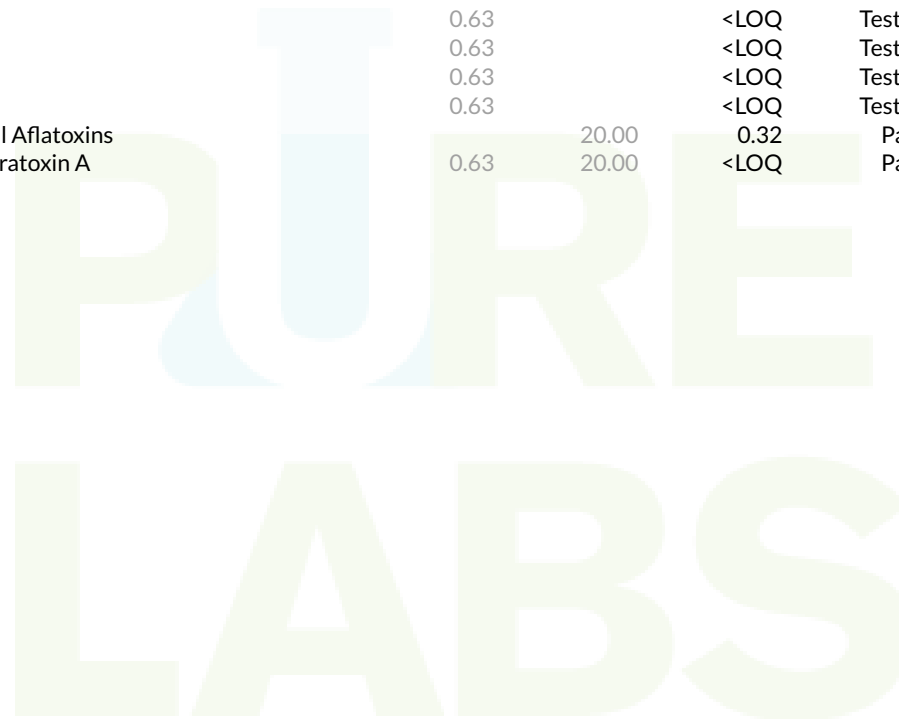 0.63 <LOQ Test
0.63 <LOQ Test
0.63 <LOQ Test
0.63 <LOQ Test
l Aflatoxins 20.00 0.32 Pa
ratoxin A 0.63 20.00 <LOQ Pa
PURE
LABS